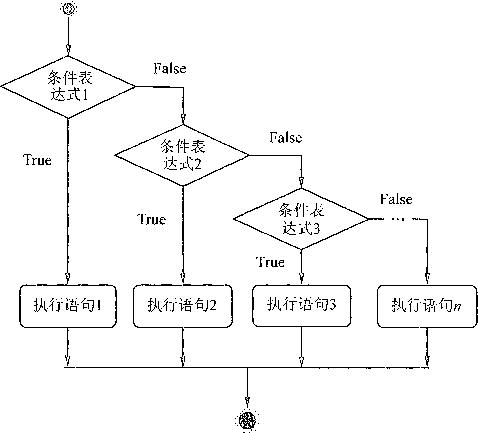 条件表
达式1
False
True
条件表
达式2
False
True
条件表
达式3
False
True
执行语句1
执行语句2
执行语句3
执行语句n